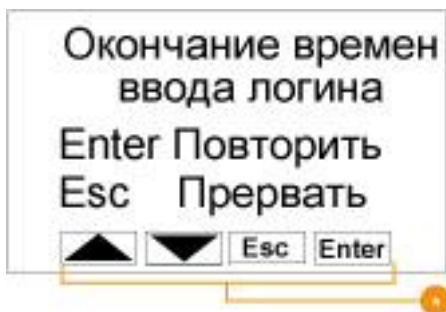 Окончание времен
ввода логина
Enter Повторить
Esc Прервать
Esc Enter